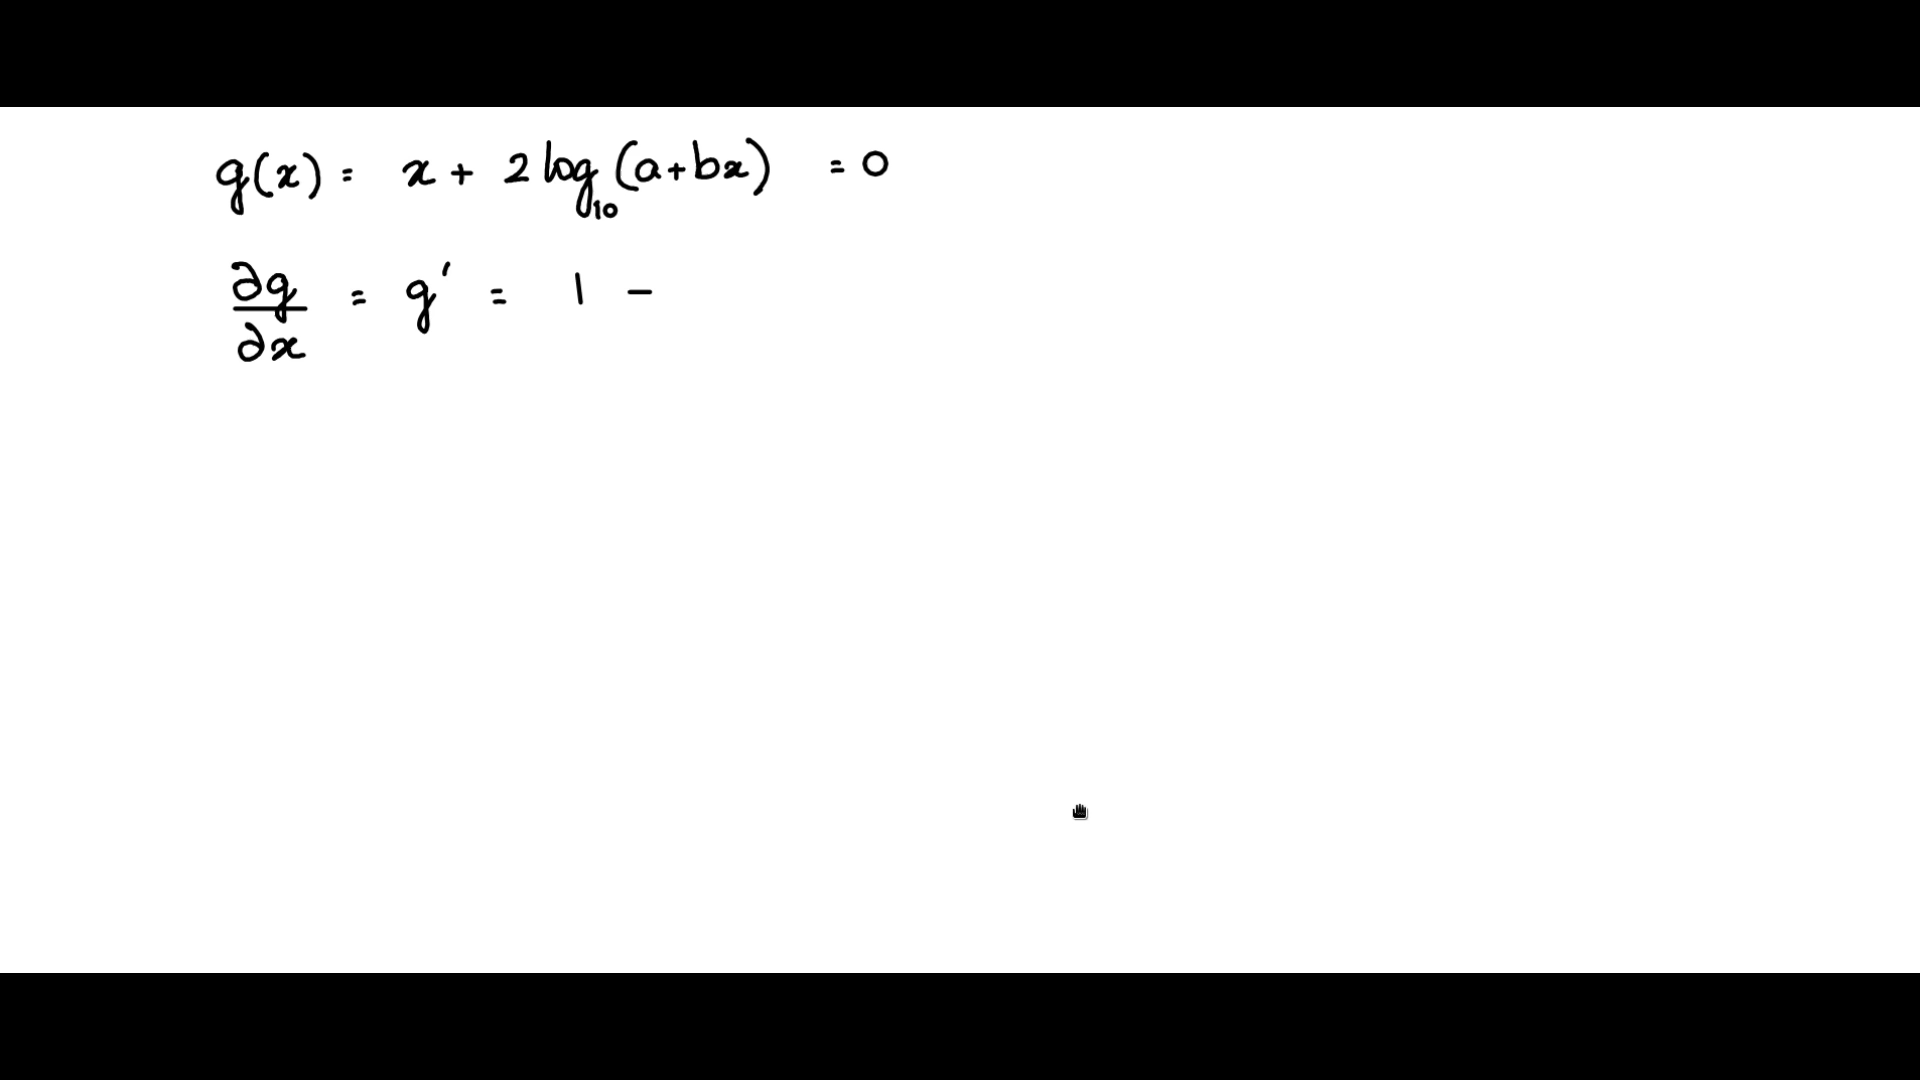 g(x) = x + 2 log₁₀(a+bx) = 0
∂g/∂x = g' = 1 −